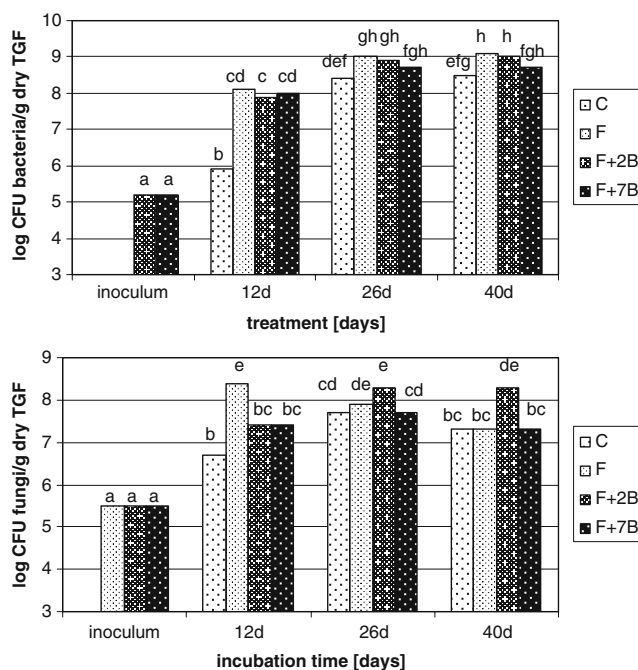 log CFU bacteria/g dry TGF
10
9
8
7
6
5
4
3
a a
b cd c cd
def gh gh fgh
efg h h fgh
inoculum 12d 26d 40d
treatment [days]
C
F
F+2B
F+7B
log CFU fungi/g dry TGF
9
8
7
6
5
4
3
a a a
b e bc bc
cd de e cd
bc bc de bc
inoculum 12d 26d 40d
incubation time [days]
C
F
F+2B
F+7B